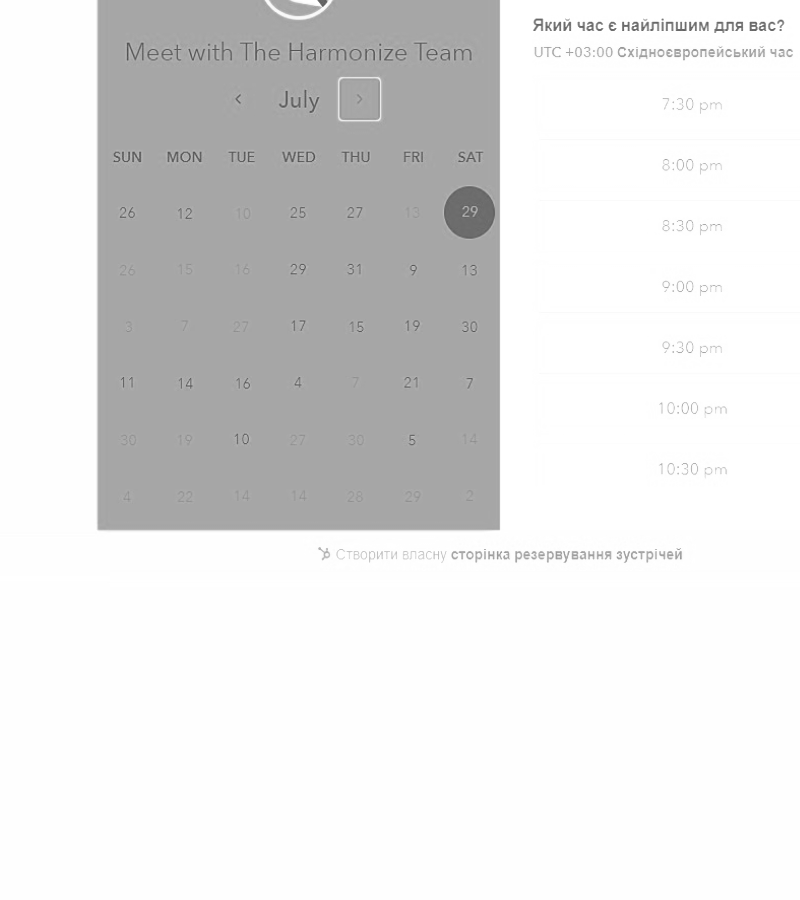 Meet with The Harmonize Team
July
SUN MON TUE WED THU FRI SAT
26 12 10 25 27 13 29
26 15 16 29 31 9 13
3 7 27 17 15 19 30
11 14 16 4 7 21 7
30 19 10 27 30 5 14
4 22 14 14 28 29 2
Який час є найліпшим для вас?
UTC +03:00 Східноєвропейський час
7:30 pm
8:00 pm
8:30 pm
9:00 pm
9:30 pm
10:00 pm
10:30 pm
Створити власну сторінка резервування зустрічей